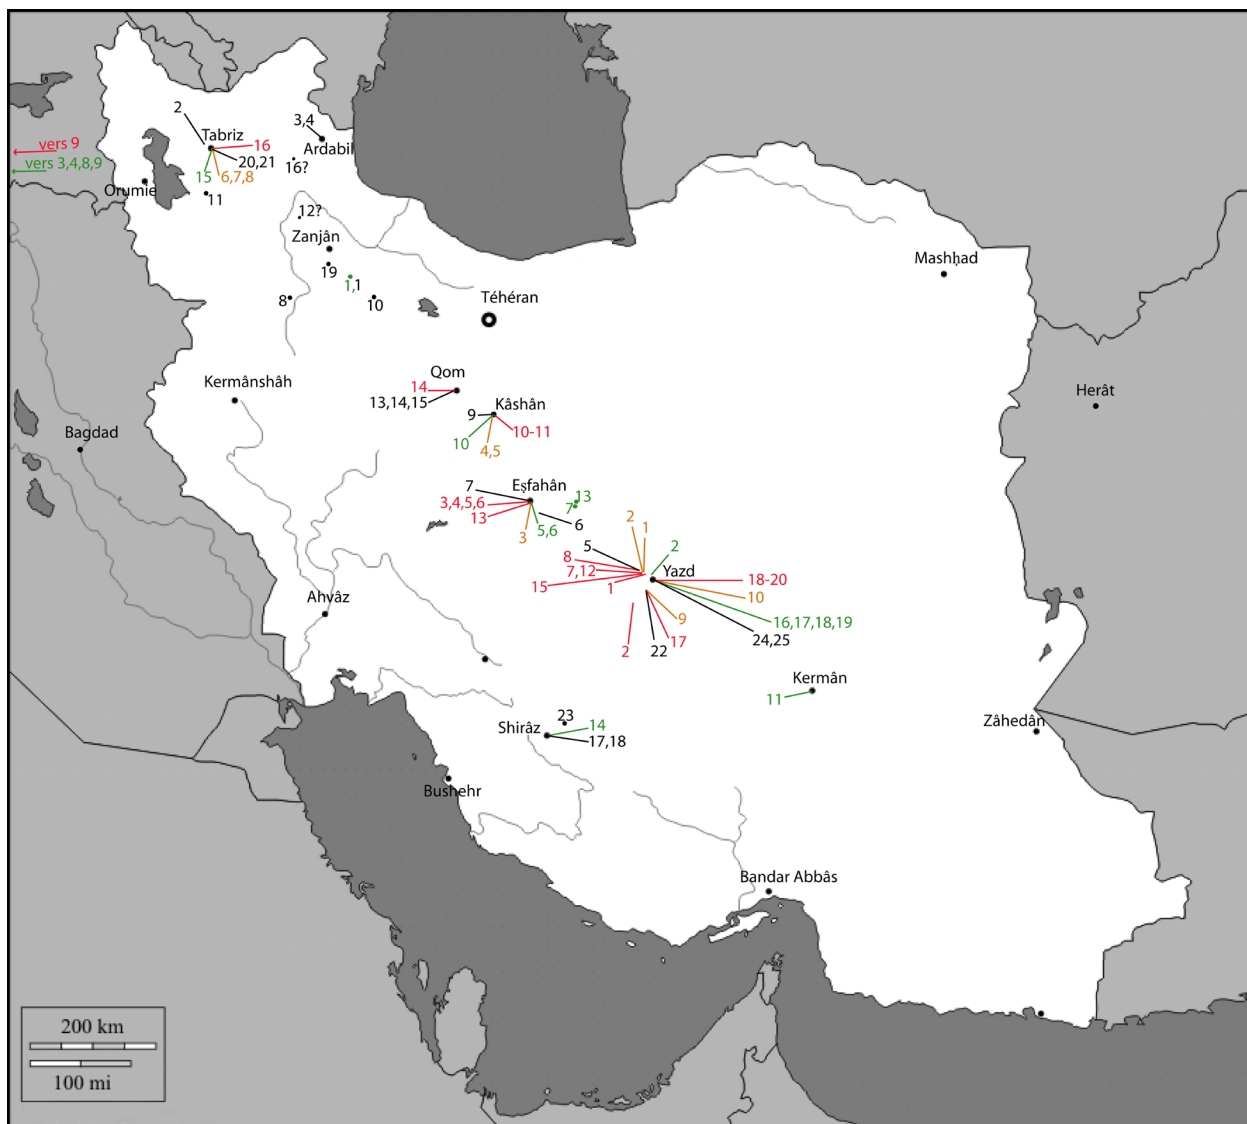 2
3,4
Tabriz
vers 9
16
Ardabil
vers 3,4,8,9
20,21
16?
15
6,7,8
Orumie
11
12?
Zanjân
Mashḥad
19
1,1
8
10
Téhéran
Qom
Kermânshâh
14
Herât
13,14,15
Kâshân
9
Bagdad
10-11
10
4,5
7
Eṣfahân
13
3,4,5,6
7
13
5,6
6
3
2
1
5
2
8
7,12
Yazd
18-20
15
1
10
Ahvâz
9
16,17,18,19
17
24,25
2
22
Kermân
11
23
Shirâz
14
Zâhedân
17,18
Bushehr
Bandar Abbâs
200 km
100 mi